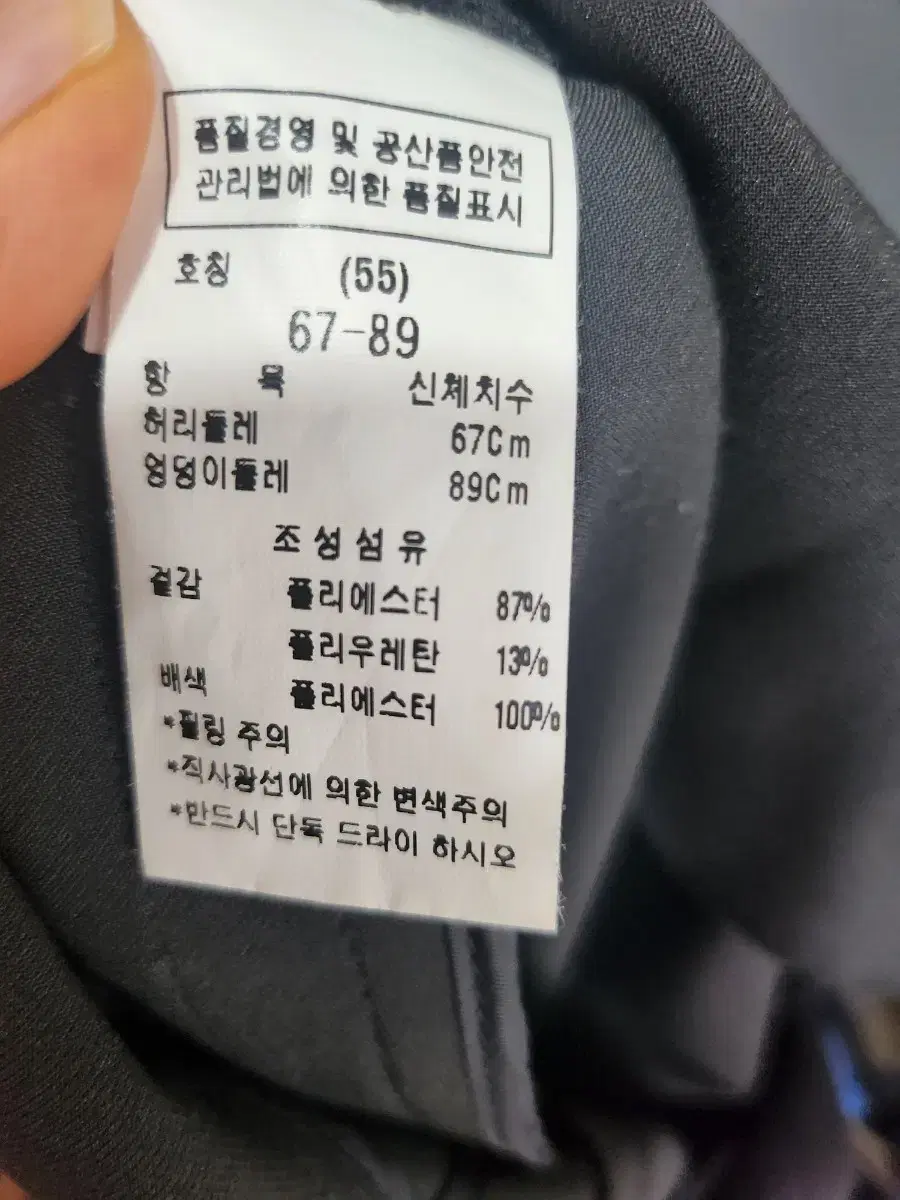 품질경영 및 공산품안전
관리법에 의한 품질표시
호칭 (55)
67-89
항 목 신체치수
허리둘레 67Cm
엉덩이둘레 89Cm
조성섬유
겉감 폴리에스터 87%
폴리우레탄 13%
배색 폴리에스터 100%
*필링 주의
*직사광선에 의한 변색주의
*반드시 단독 드라이 하시오